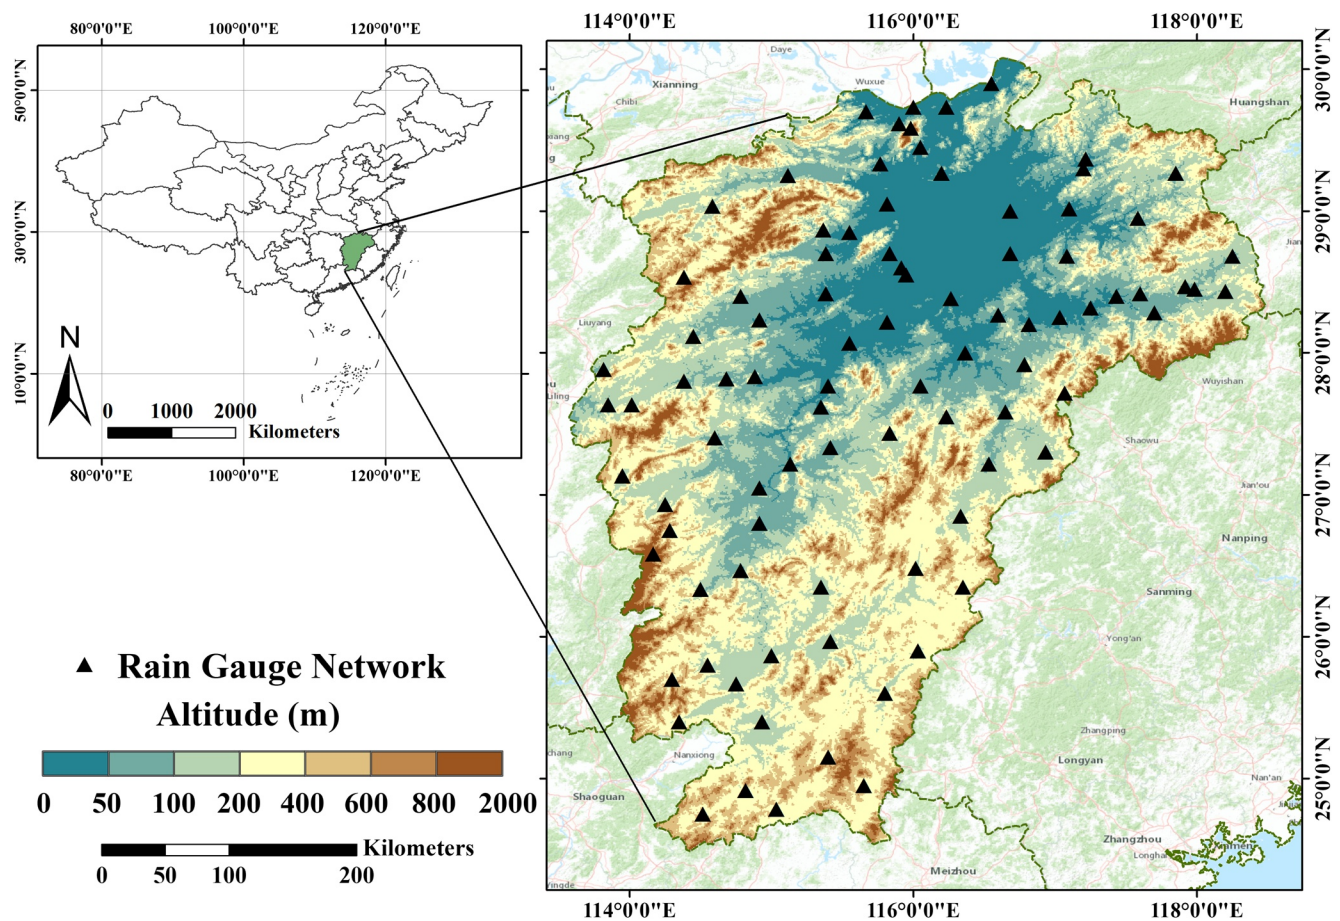 80°0'0"E 100°0'0"E 120°0'0"E
50°0'0"N
30°0'0"N
10°0'0"N
N
0 1000 2000
Kilometers
80°0'0"E 100°0'0"E 120°0'0"E
Rain Gauge Network
Altitude (m)
0 50 100 200 400 600 800 2000
Kilometers
0 50 100 200
114°0'0"E 116°0'0"E 118°0'0"E
30°0'0"N
29°0'0"N
28°0'0"N
27°0'0"N
26°0'0"N
25°0'0"N
Daye
Xianning
Wuxue
Chibi
Huangshan
Liuyang
Liling
Wuyishan
Shaowu
Jian'ou
Nanping
Sanming
Yong'an
Zhangping
Nanxiong
Longyan
Nan'an
Shaoguan
Zhangzhou
Xiamen
Longhai
Meizhou
114°0'0"E 116°0'0"E 118°0'0"E